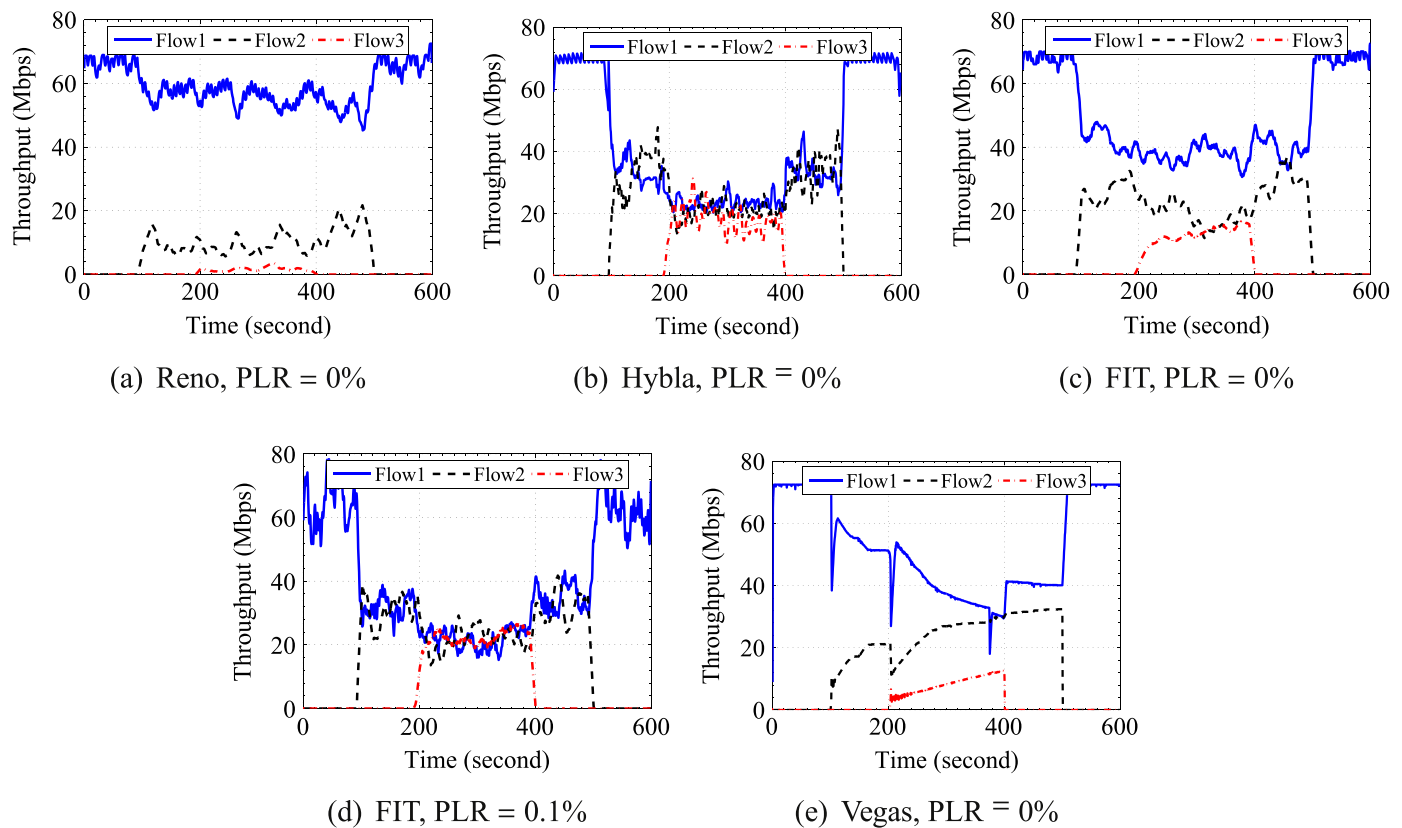 Flow1 Flow2 Flow3
Throughput (Mbps)
80
60
40
20
0
0 200 400 600
Time (second)
(a) Reno, PLR = 0%
Flow1 Flow2 Flow3
Throughput (Mbps)
80
60
40
20
0
0 200 400 600
Time (second)
(b) Hybla, PLR = 0%
Flow1 Flow2 Flow3
Throughput (Mbps)
80
60
40
20
0
0 200 400 600
Time (second)
(c) FIT, PLR = 0%
Flow1 Flow2 Flow3
Throughput (Mbps)
80
60
40
20
0
0 200 400 600
Time (second)
(d) FIT, PLR = 0.1%
Flow1 Flow2 Flow3
Throughput (Mbps)
80
60
40
20
0
0 200 400 600
Time (second)
(e) Vegas, PLR = 0%